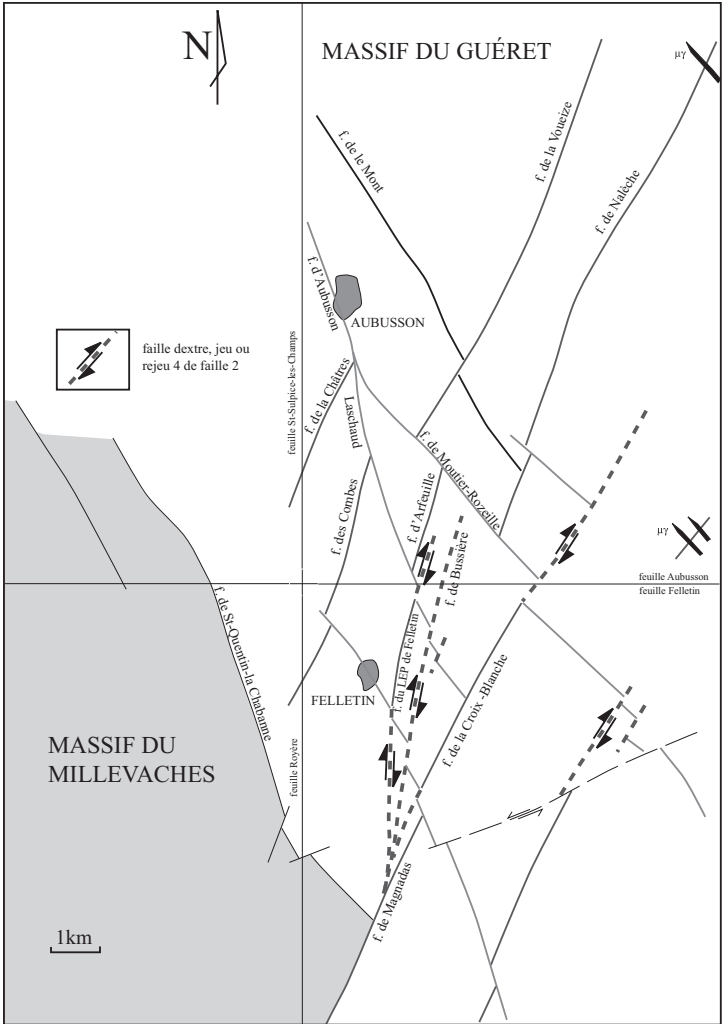 N
MASSIF DU GUÉRET
µγ
f. de le Mont
f. de la Voueize
f. de Nalèche
f. d'Aubusson
AUBUSSON
faille dextre, jeu ou
rejeu 4 de faille 2
feuille St-Sulpice-les-Champs
f. de la Châtres
Laschaud
f. de Moutier-Rozeille
f. des Combes
f. d'Arfeuille
f. de Bussière
µγ
feuille Aubusson
feuille Felletin
f. de St-Quentin-la Chabanne
f. du LEP de Felletin
FELLETIN
f. de la Croix -Blanche
feuille Royère
MASSIF DU
MILLEVACHES
f. de Magnadas
1km